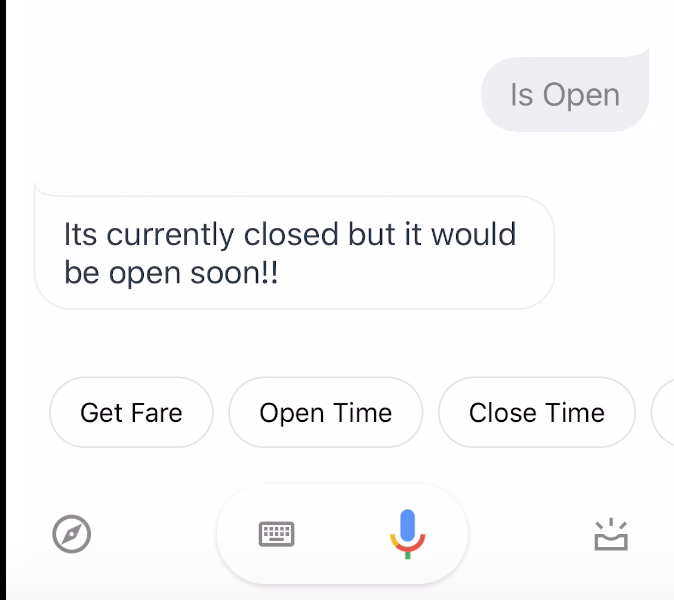 Is Open
Its currently closed but it would
be open soon!!
Get Fare
Open Time
Close Time